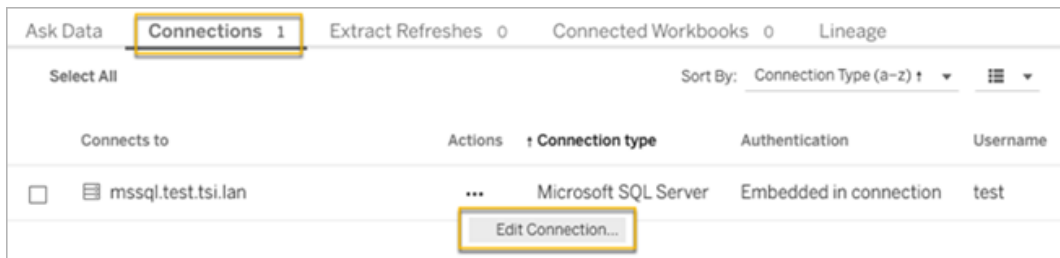 Ask Data Connections 1 Extract Refreshes 0 Connected Workbooks 0 Lineage
Select All Sort By: Connection Type (a–z) ↑
Connects to Actions ↑ Connection type Authentication Username
mssql.test.tsi.lan ... Microsoft SQL Server Embedded in connection test
Edit Connection...